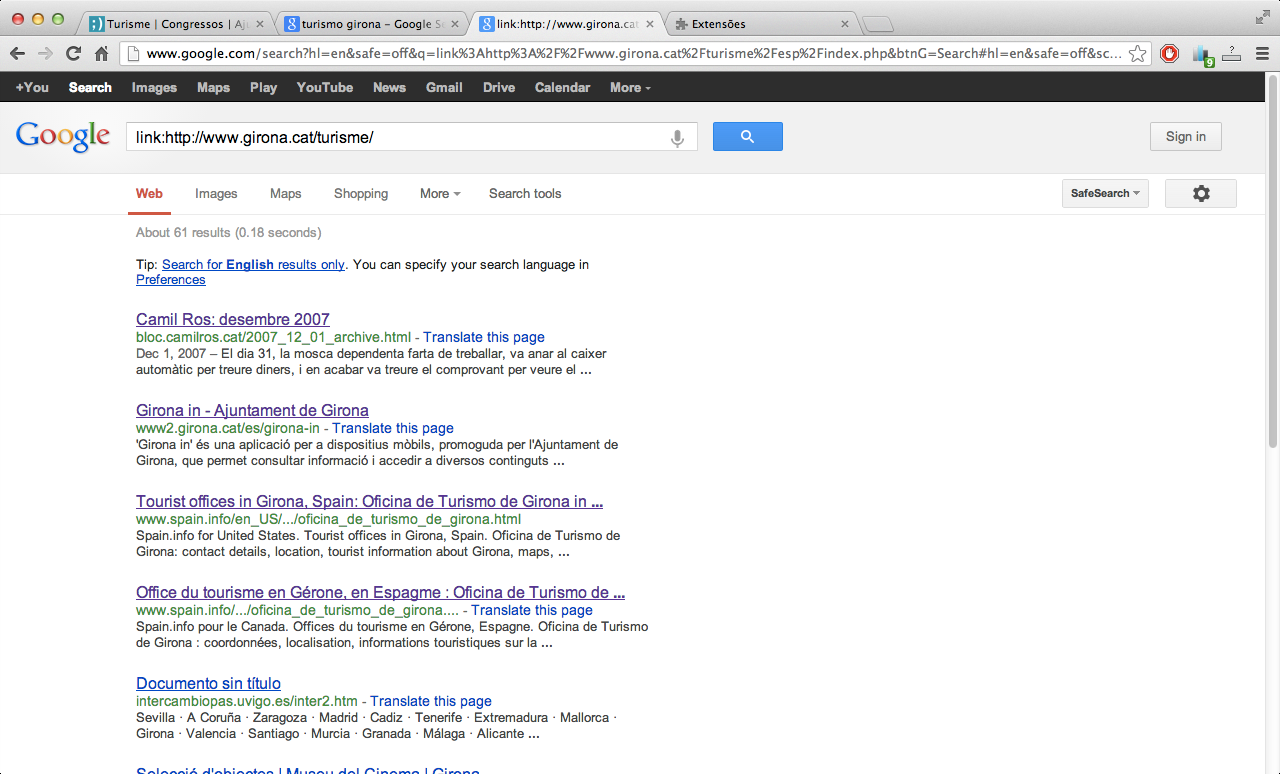 Turisme | Congressos | Aj
turismo girona – Google S
link:http://www.girona.cat
Extensões
www.google.com/search?hl=en&safe=off&q=link%3Ahttp%3A%2F%2Fwww.girona.cat%2Fturisme%2Fesp%2Findex.php&btnG=Search#hl=en&safe=off&sc...
9
+You Search Images Maps Play YouTube News Gmail Drive Calendar More
Google
link:http://www.girona.cat/turisme/
Sign in
Web Images Maps Shopping More Search tools
SafeSearch
About 61 results (0.18 seconds)
Tip: Search for English results only. You can specify your search language in
Preferences
Camil Ros: desembre 2007
bloc.camilros.cat/2007_12_01_archive.html - Translate this page
Dec 1, 2007 – El dia 31, la mosca dependenta farta de treballar, va anar al caixer
automàtic per treure diners, i en acabar va treure el comprovant per veure el ...
Girona in - Ajuntament de Girona
www2.girona.cat/es/girona-in - Translate this page
'Girona in' és una aplicació per a dispositius mòbils, promoguda per l'Ajuntament de
Girona, que permet consultar informació i accedir a diversos continguts ...
Tourist offices in Girona, Spain: Oficina de Turismo de Girona in ...
www.spain.info/en_US/.../oficina_de_turismo_de_girona.html
Spain.info for United States. Tourist offices in Girona, Spain. Oficina de Turismo de
Girona: contact details, location, tourist information about Girona, maps, ...
Office du tourisme en Gérone, en Espagme : Oficina de Turismo de ...
www.spain.info/.../oficina_de_turismo_de_girona.... - Translate this page
Spain.info pour le Canada. Offices du tourisme en Gérone, Espagne. Oficina de Turismo
de Girona : coordonnées, localisation, informations touristiques sur la ...
Documento sin título
intercambiopas.uvigo.es/inter2.htm - Translate this page
Sevilla · A Coruña · Zaragoza · Madrid · Cadiz · Tenerife · Extremadura · Mallorca ·
Girona · Valencia · Santiago · Murcia · Granada · Málaga · Alicante ...
Selecció d'objectes | Museu del Cinema | Girona